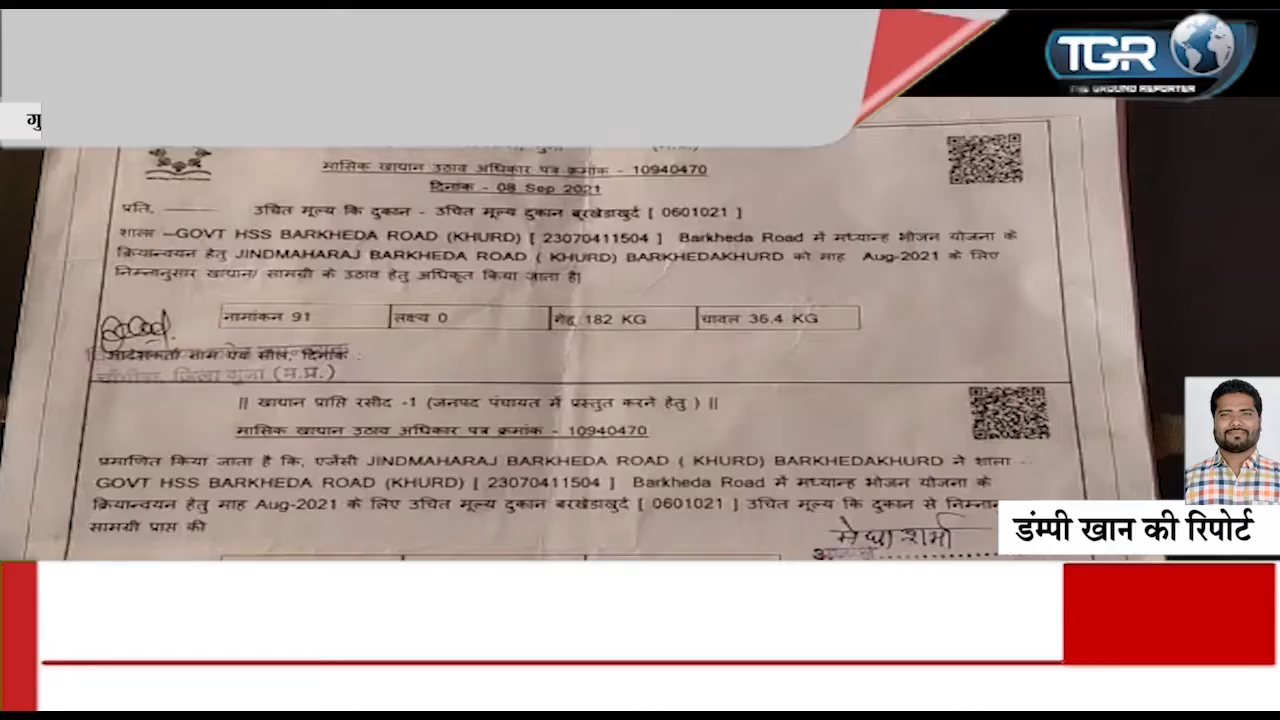 TGR
THE GROUND REPORTER
गु
मासिक खाद्यान उठाव अधिकार पत्र क्रमांक - 10940470
दिनांक - 08 Sep 2021
प्रति, उचित मूल्य कि दुकान - उचित मूल्य दुकान बरखेडाखुर्द [ 0601021 ]
शाला -GOVT HSS BARKHEDA ROAD (KHURD) [ 23070411504 ] Barkheda Road में मध्यान्ह भोजन योजना के
क्रियान्वयन हेतु JINDMAHARAJ BARKHEDA ROAD ( KHURD) BARKHEDAKHURD को माह Aug-2021 के लिए
निम्नानुसार खाद्यान/ सामग्री के उठाव हेतु अधिकृत किया जाता है|
नामांकन 91 लक्ष्य 0 गेहू 182 KG चावल 36.4 KG
आदेशकर्ता नाम एवं सील, दिनांक :
जिला गुना (म.प्र.)
|| खाद्यान प्राप्ति रसीद -1 (जनपद पंचायत में प्रस्तुत करने हेतु ) ||
मासिक खाद्यान उठाव अधिकार पत्र क्रमांक - 10940470
प्रमाणित किया जाता है कि, एजेंसी JINDMAHARAJ BARKHEDA ROAD ( KHURD) BARKHEDAKHURD ने शाला --
GOVT HSS BARKHEDA ROAD (KHURD) [ 23070411504 ] Barkheda Road में मध्यान्ह भोजन योजना के
क्रियान्वयन हेतु माह Aug-2021 के लिए उचित मूल्य दुकान बरखेडाखुर्द [ 0601021 ] उचित मूल्य कि दुकान से
सामग्री प्राप्त की
मेघा शर्मा
डंम्पी खान की रिपोर्ट